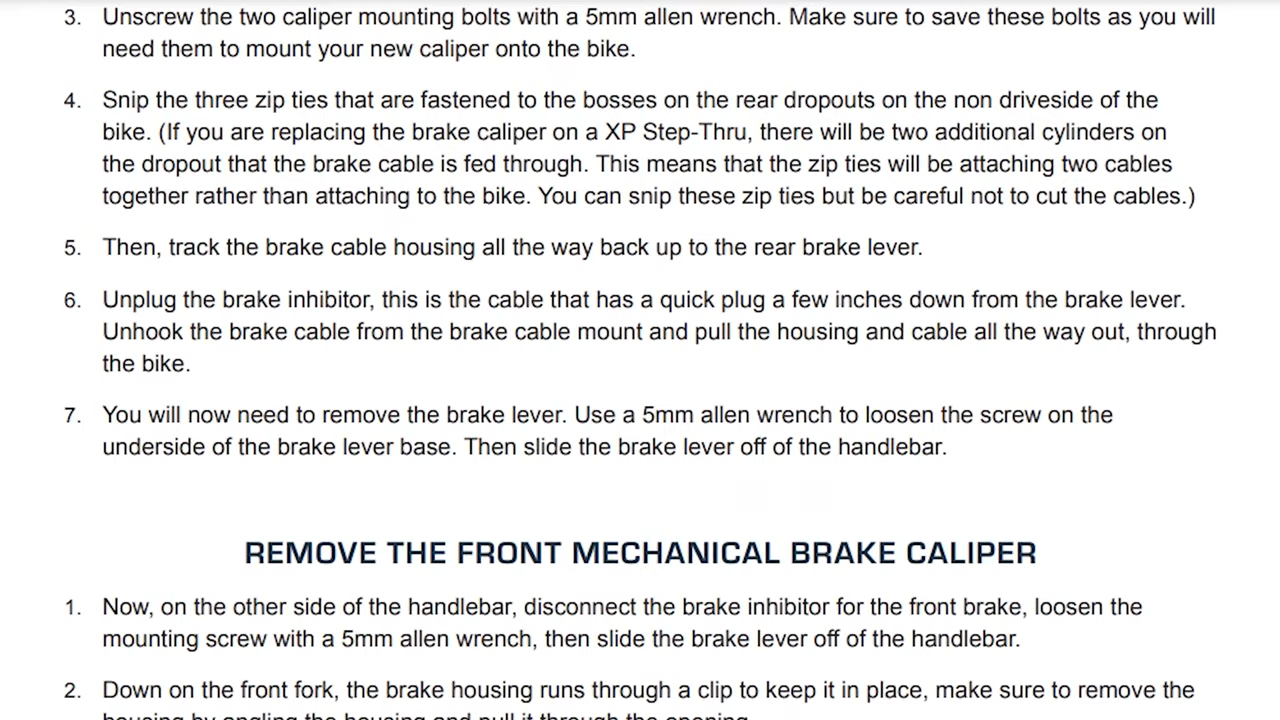 3. Unscrew the two caliper mounting bolts with a 5mm allen wrench. Make sure to save these bolts as you will
need them to mount your new caliper onto the bike.
4. Snip the three zip ties that are fastened to the bosses on the rear dropouts on the non driveside of the
bike. (If you are replacing the brake caliper on a XP Step-Thru, there will be two additional cylinders on
the dropout that the brake cable is fed through. This means that the zip ties will be attaching two cables
together rather than attaching to the bike. You can snip these zip ties but be careful not to cut the cables.)
5. Then, track the brake cable housing all the way back up to the rear brake lever.
6. Unplug the brake inhibitor, this is the cable that has a quick plug a few inches down from the brake lever.
Unhook the brake cable from the brake cable mount and pull the housing and cable all the way out, through
the bike.
7. You will now need to remove the brake lever. Use a 5mm allen wrench to loosen the screw on the
underside of the brake lever base. Then slide the brake lever off of the handlebar.
REMOVE THE FRONT MECHANICAL BRAKE CALIPER
1. Now, on the other side of the handlebar, disconnect the brake inhibitor for the front brake, loosen the
mounting screw with a 5mm allen wrench, then slide the brake lever off of the handlebar.
2. Down on the front fork, the brake housing runs through a clip to keep it in place, make sure to remove the
housing by angling the housing and pull it through the opening.